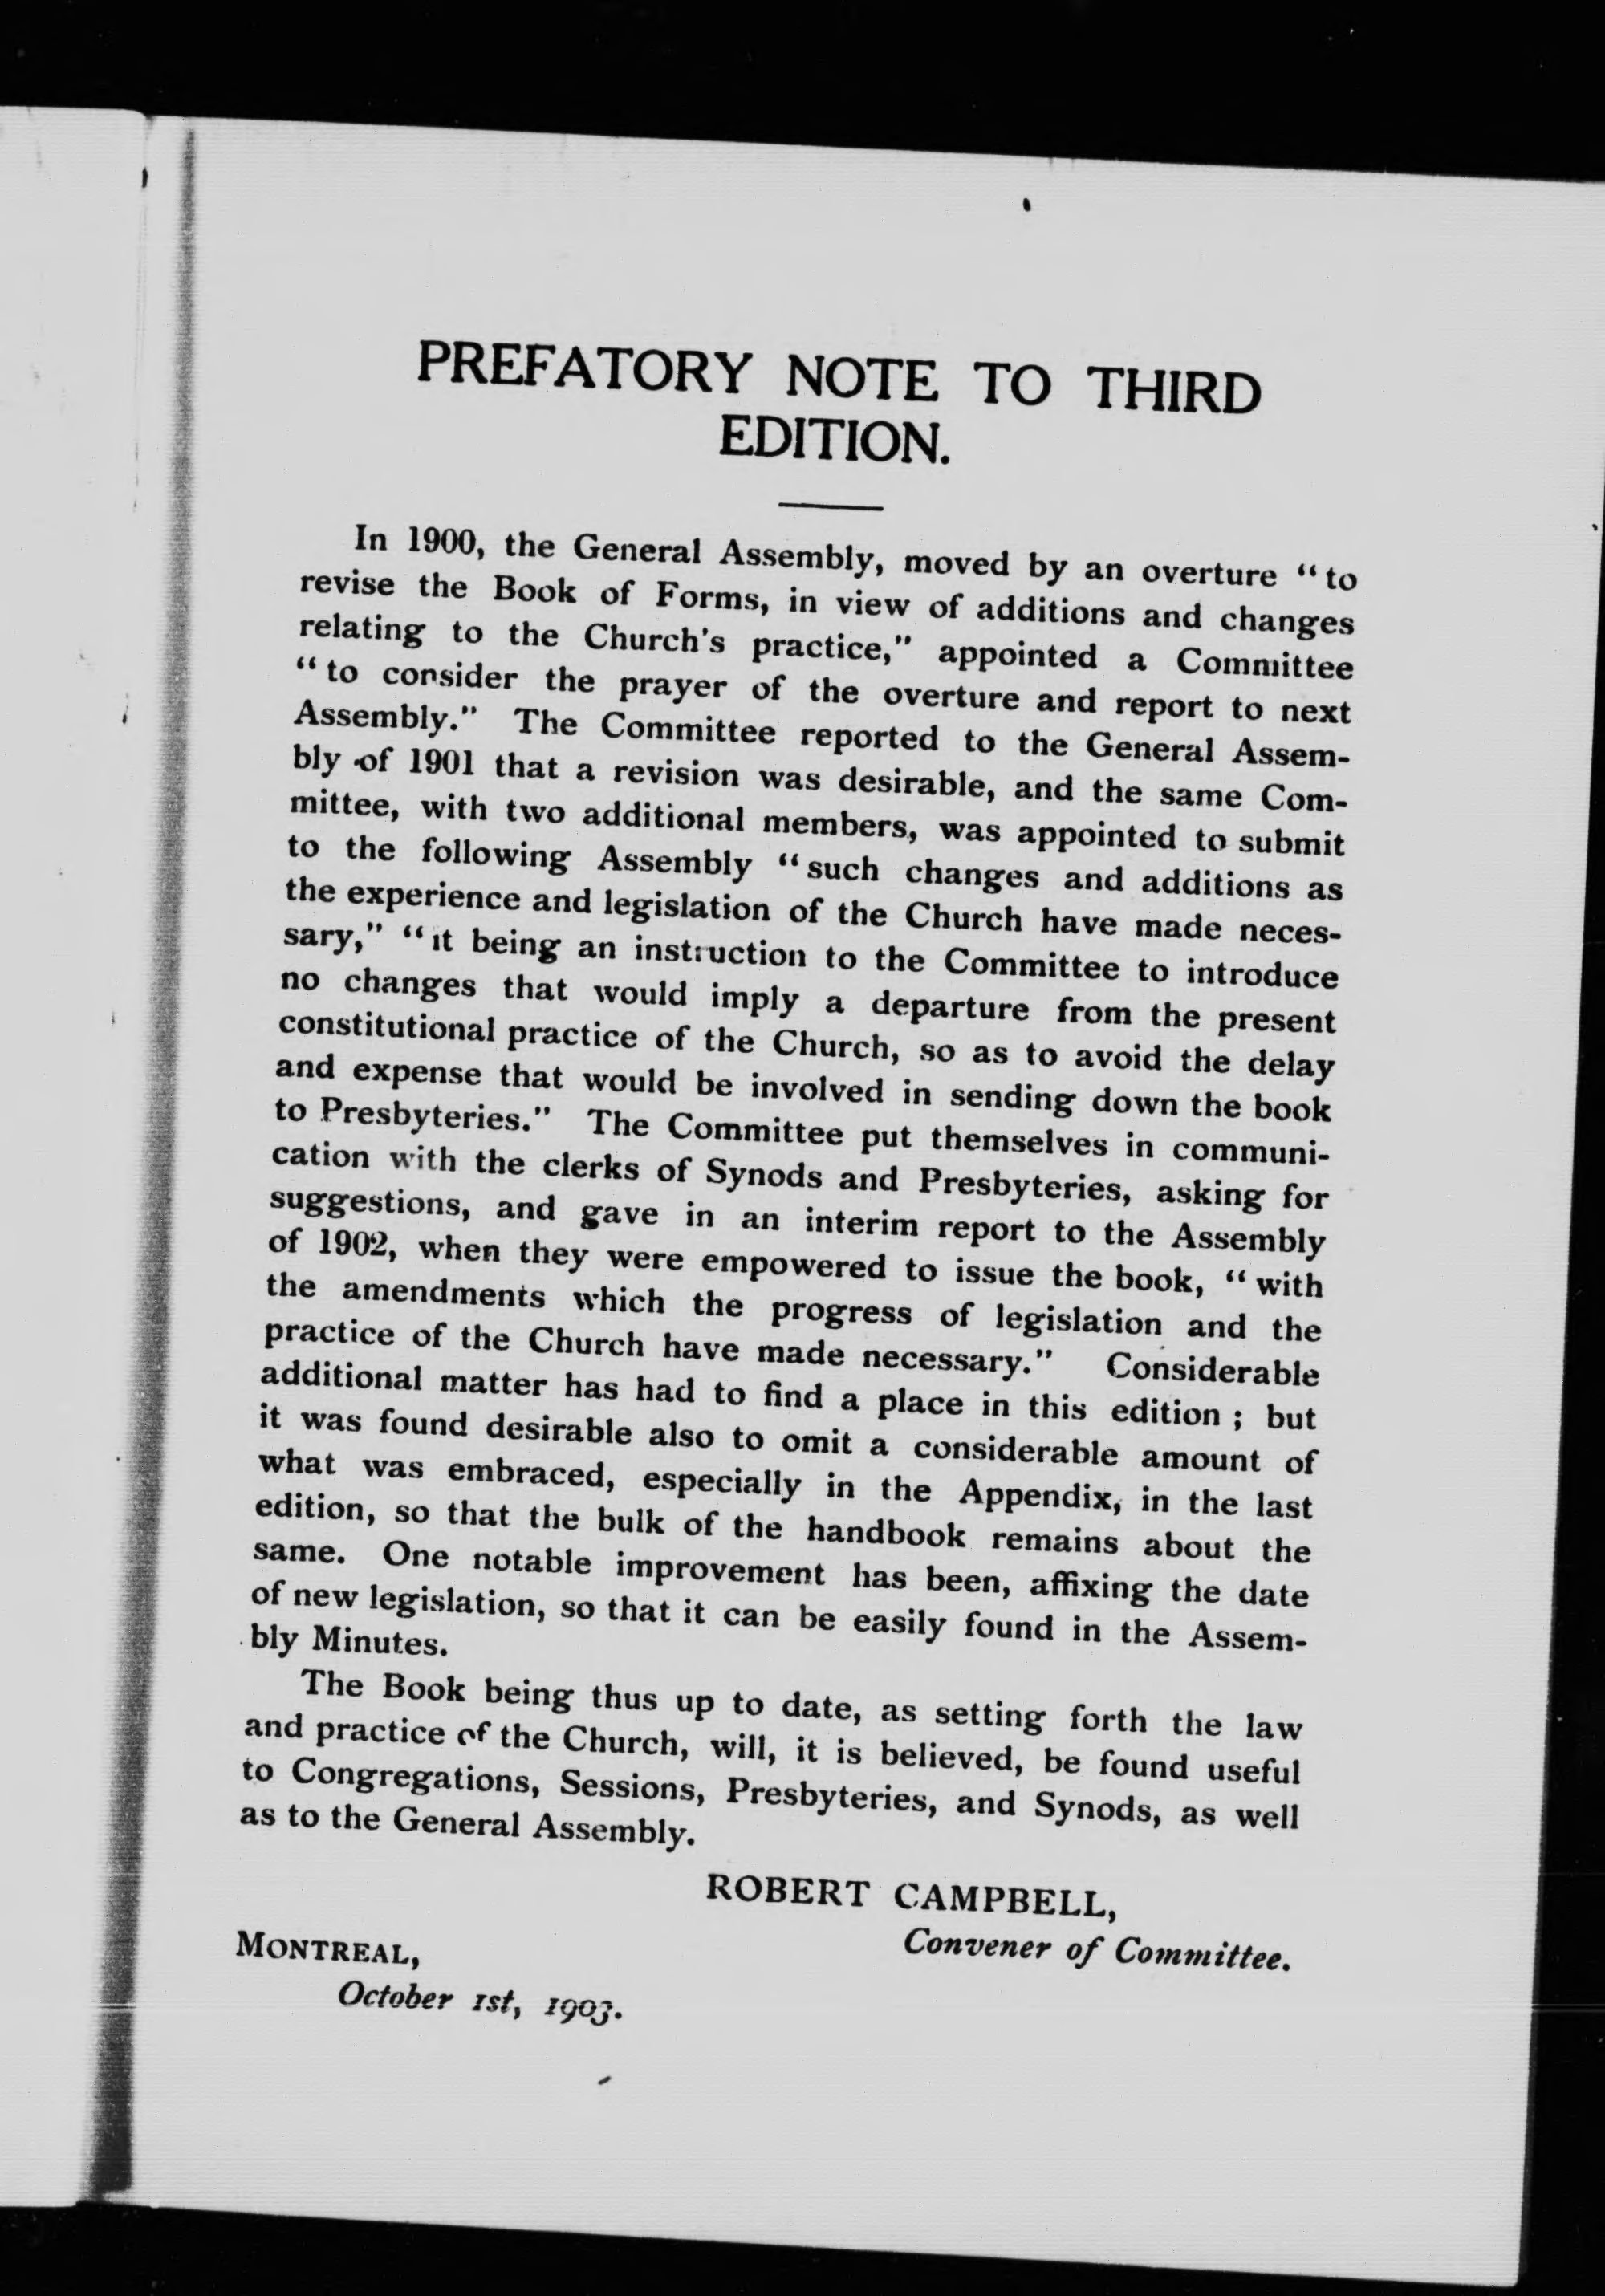 PREFATORY NOTE TO THIRD
EDITION.
In 1900, the General Assembly, moved by an overture “to
revise the Book of Forms, in view of additions and changes
relating to the Church's practice,” appointed a Committee
“to consider the prayer of the overture and report to next
Assembly.” The Committee reported to the General Assem-
bly of 1901 that a revision was desirable, and the same Com-
mittee, with two additional members, was appointed to submit
to the following Assembly “such changes and additions as
the experience and legislation of the Church have made neces-
sary,” “it being an instruction to the Committee to introduce
no changes that would imply a departure from the present
constitutional practice of the Church, so as to avoid the delay
and expense that would be involved in sending down the book
to Presbyteries.” The Committee put themselves in communi-
cation with the clerks of Synods and Presbyteries, asking for
suggestions, and gave in an interim report to the Assembly
of 1902, when they were empowered to issue the book, “with
the amendments which the progress of legislation and the
practice of the Church have made necessary.” Considerable
additional matter has had to find a place in this edition ; but
it was found desirable also to omit a considerable amount of
what was embraced, especially in the Appendix, in the last
edition, so that the bulk of the handbook remains about the
same. One notable improvement has been, affixing the date
of new legislation, so that it can be easily found in the Assem-
bly Minutes.
The Book being thus up to date, as setting forth the law
and practice of the Church, will, it is believed, be found useful
to Congregations, Sessions, Presbyteries, and Synods, as well
as to the General Assembly.
ROBERT CAMPBELL,
Convener of Committee.
MONTREAL,
October 1st, 1903.